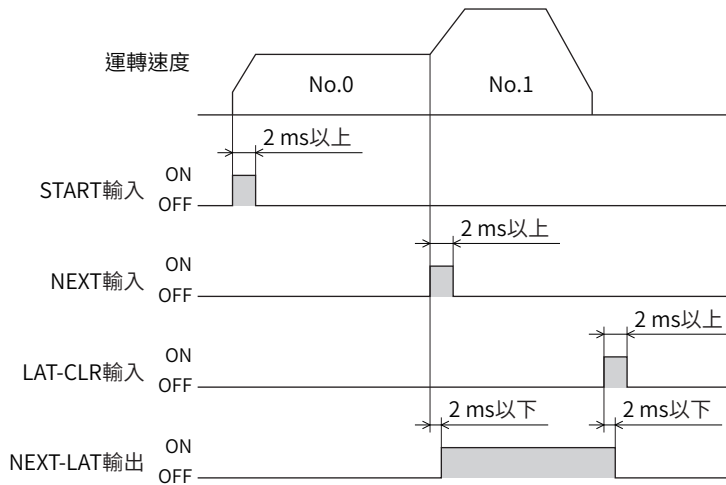 運轉速度
No.0
No.1
2 ms以上
START輸入
ON
OFF
2 ms以上
NEXT輸入
ON
OFF
2 ms以上
LAT-CLR輸入
ON
OFF
2 ms以下
2 ms以下
NEXT-LAT輸出
ON
OFF